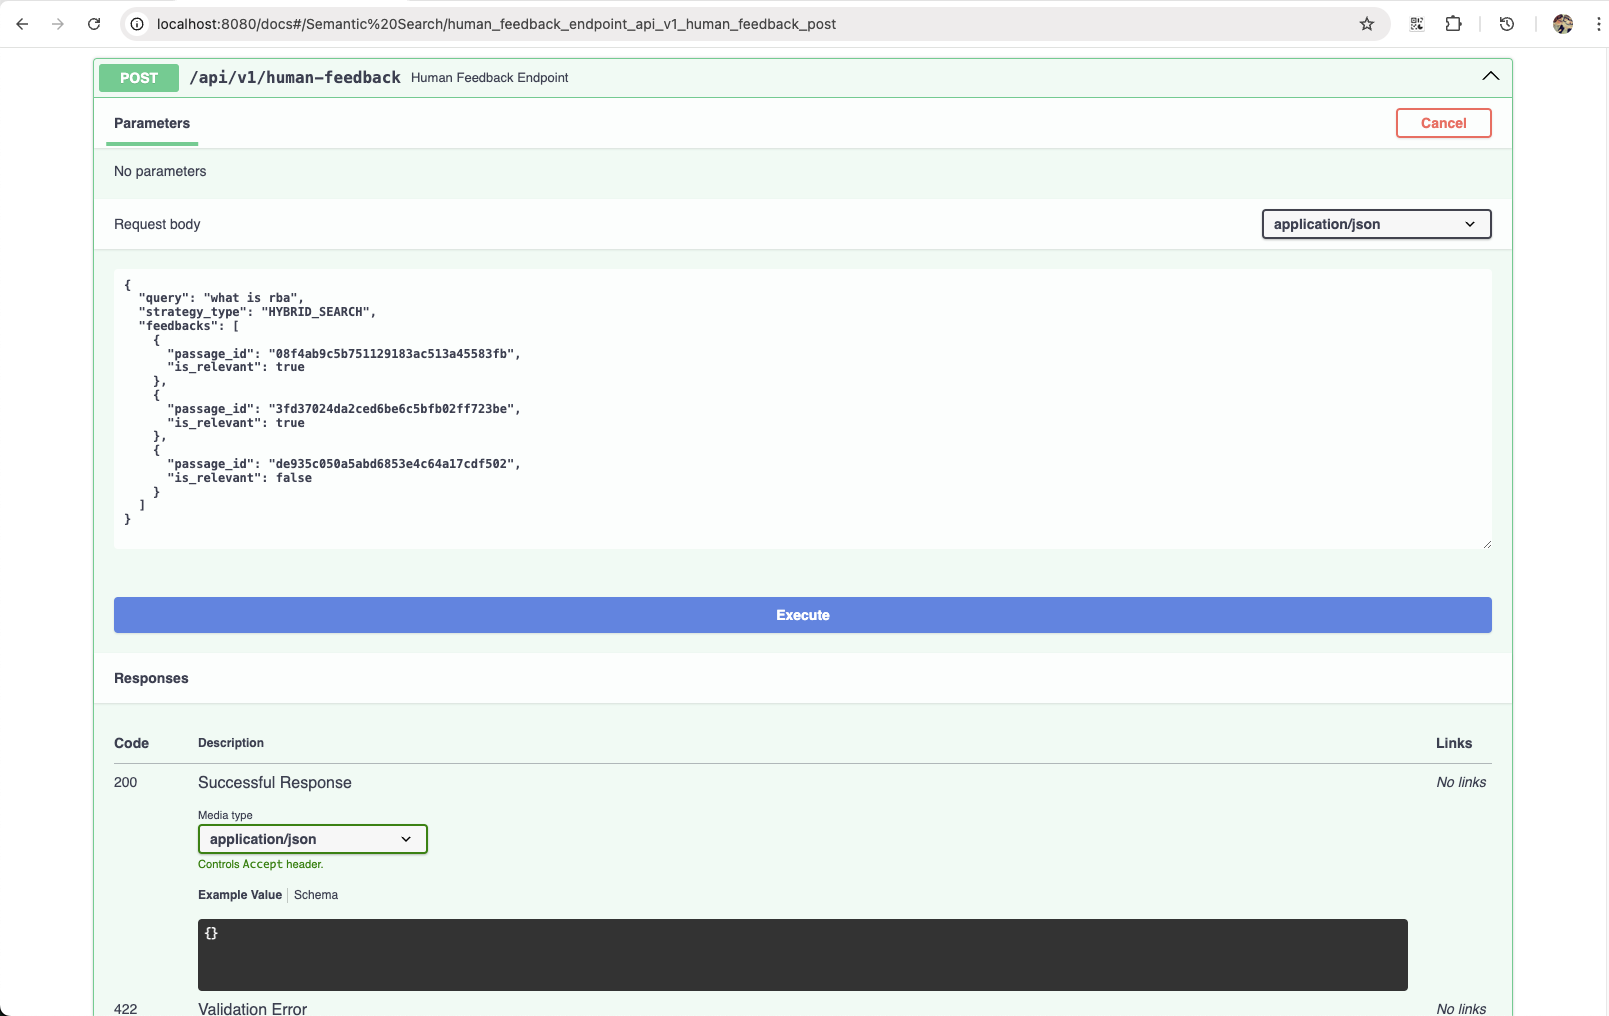 localhost:8080/docs#/Semantic%20Search/human_feedback_endpoint_api_v1_human_feedback_post
POST /api/v1/human-feedback Human Feedback Endpoint
Parameters
Cancel
No parameters
Request body
application/json
{
  "query": "what is rba",
  "strategy_type": "HYBRID_SEARCH",
  "feedbacks": [
    {
      "passage_id": "08f4ab9c5b751129183ac513a45583fb",
      "is_relevant": true
    },
    {
      "passage_id": "3fd37024da2ced6be6c5bfb02ff723be",
      "is_relevant": true
    },
    {
      "passage_id": "de935c050a5abd6853e4c64a17cdf502",
      "is_relevant": false
    }
  ]
}
Execute
Responses
Code Description Links
200 Successful Response No links
Media type
application/json
Controls Accept header.
Example Value Schema
{}
422 Validation Error No links